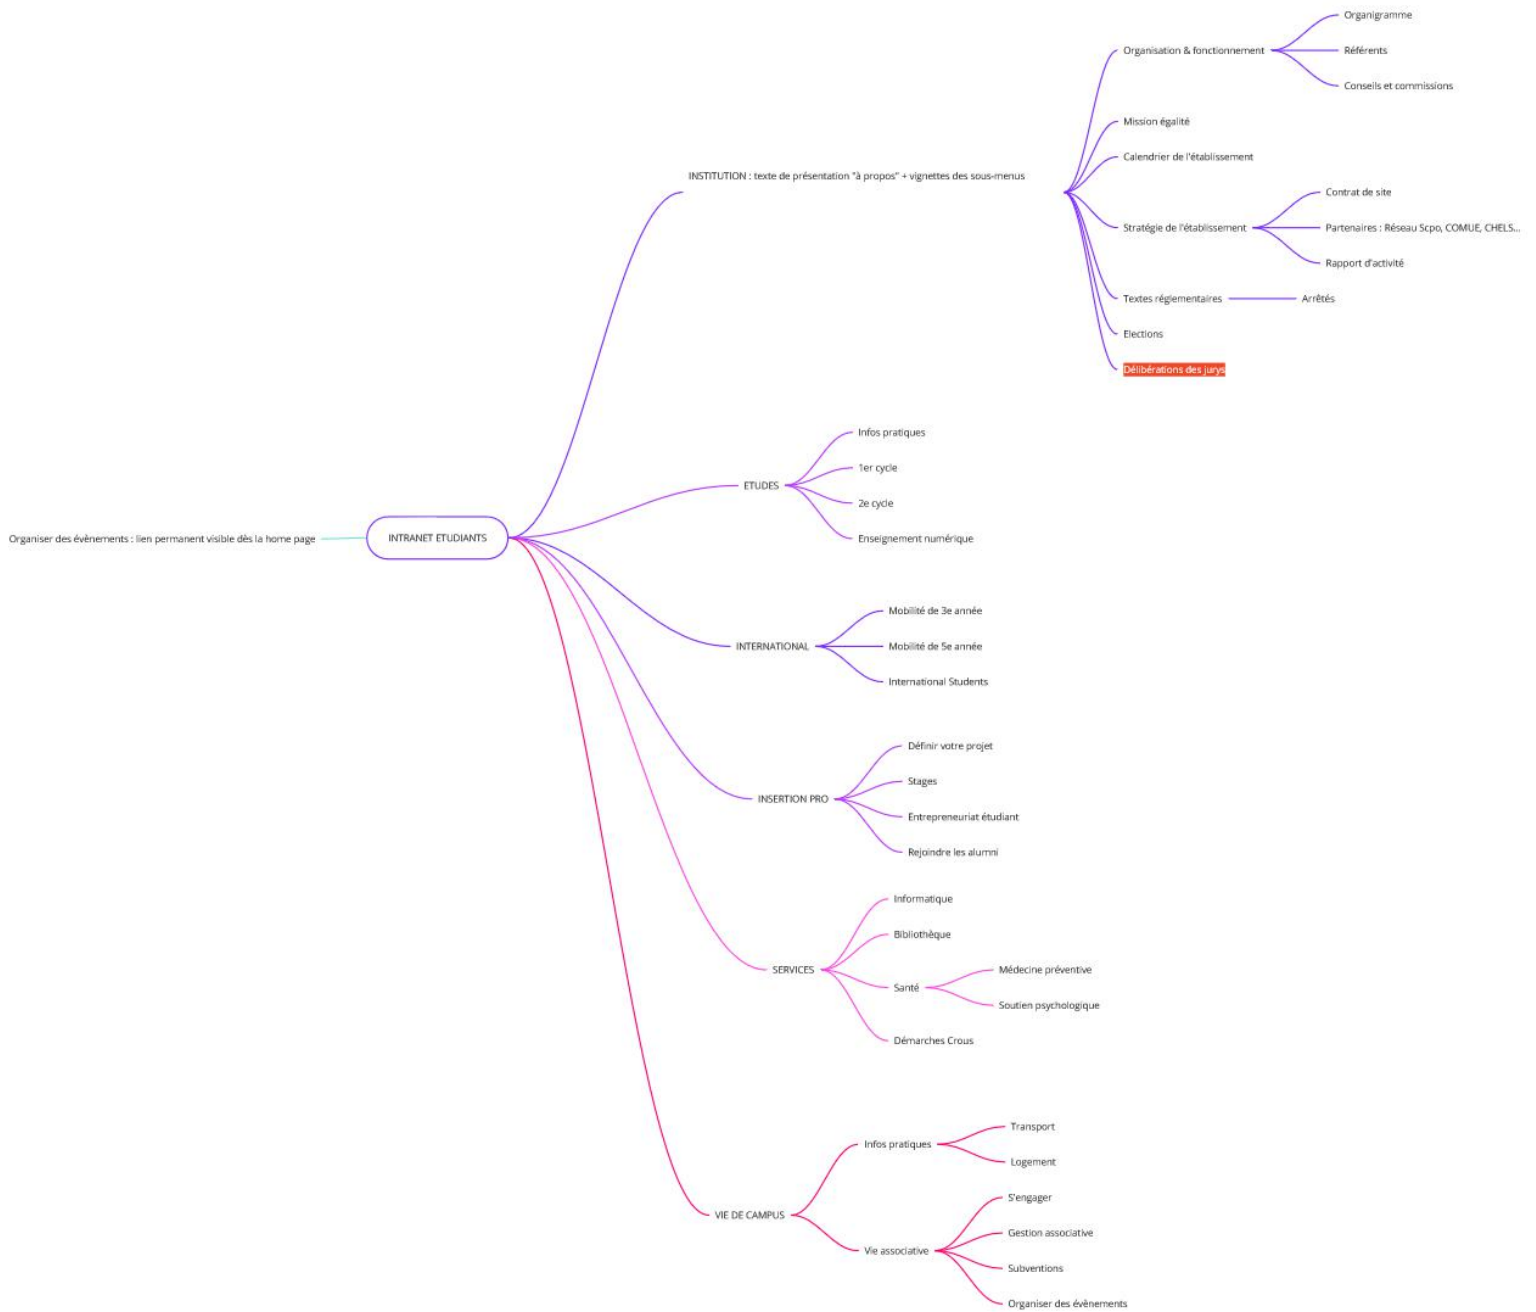 Organigramme
Organisation & fonctionnement
Référents
Conseils et commissions
Mission égalité
Calendrier de l'établissement
INSTITUTION : texte de présentation "à propos" + vignettes des sous-menus
Contrat de site
Stratégie de l'établissement
Partenaires : Réseau Scpo, COMUE, CHELS...
Rapport d'activité
Textes réglementaires
Arrêtés
Elections
Délibérations des jurys
Infos pratiques
1er cycle
ETUDES
2e cycle
Enseignement numérique
Organiser des évènements : lien permanent visible dès la home page
INTRANET ETUDIANTS
Mobilité de 3e année
INTERNATIONAL
Mobilité de 5e année
International Students
Définir votre projet
Stages
INSERTION PRO
Entrepreneuriat étudiant
Rejoindre les alumni
Informatique
Bibliothèque
SERVICES
Santé
Médecine préventive
Soutien psychologique
Démarches Crous
Transport
Infos pratiques
Logement
VIE DE CAMPUS
S'engager
Gestion associative
Vie associative
Subventions
Organiser des évènements